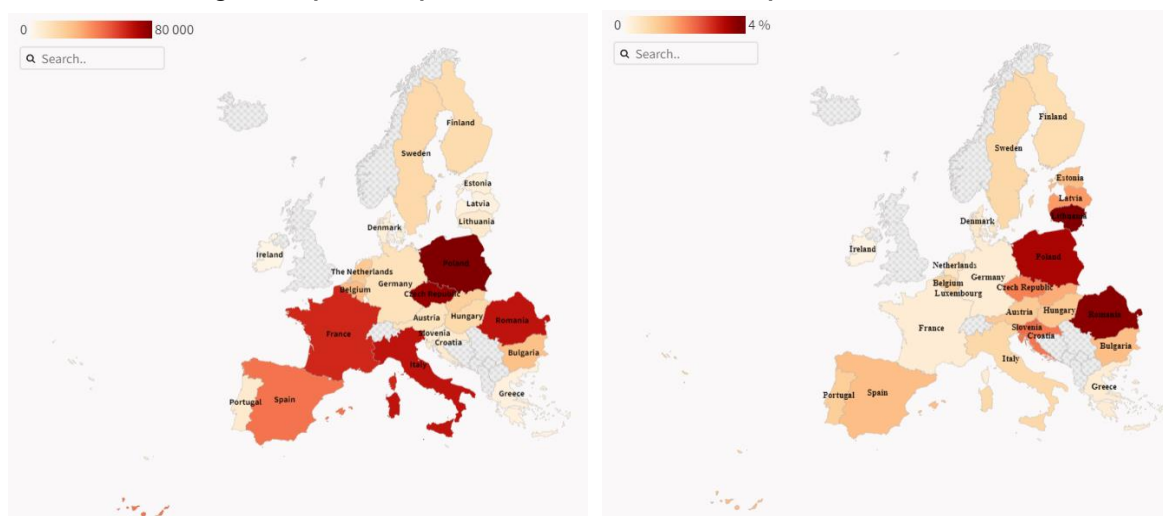 0 80 000
Search..
Finland
Sweden
Estonia
Latvia
Lithuania
Denmark
Ireland
Poland
The Netherlands
Germany
Belgium
Czech Republic
Austria
Hungary
Romania
Slovenia
Croatia
France
Italy
Bulgaria
Portugal
Spain
Greece
0 4 %
Search..
Finland
Sweden
Estonia
Latvia
Lithuania
Denmark
Ireland
Poland
Netherlands
Germany
Belgium
Czech Republic
Luxembourg
Austria
Hungary
Romania
Slovenia
Croatia
France
Italy
Bulgaria
Portugal
Spain
Greece